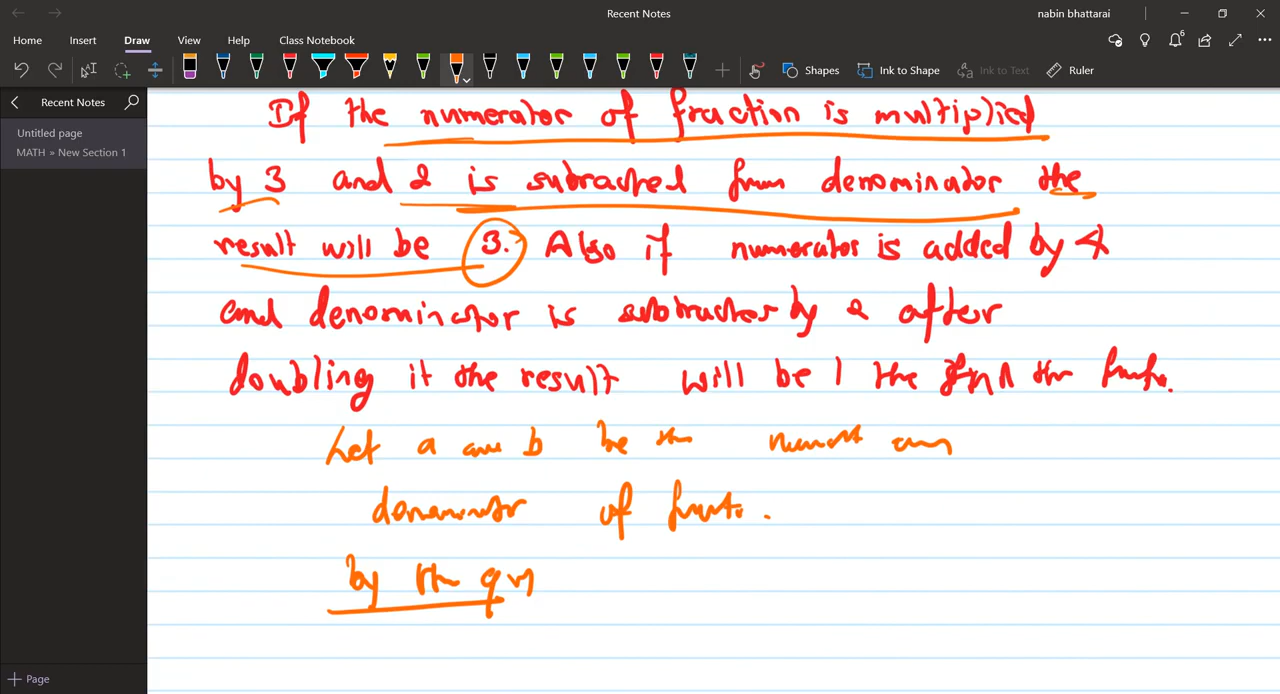 Recent Notes
nabin bhattarai
Home Insert Draw View Help Class Notebook
Shapes Ink to Shape Ink to Text Ruler
Recent Notes
Untitled page
MATH » New Section 1
If the numerator of fraction is multiplied
by 3 and 2 is subtracted from denominator the
result will be 3. Also if numerator is added by 4
and denominator is subtracted by 2 after
doubling it the result will be 1 the
Let a b be the
of
by the
Page